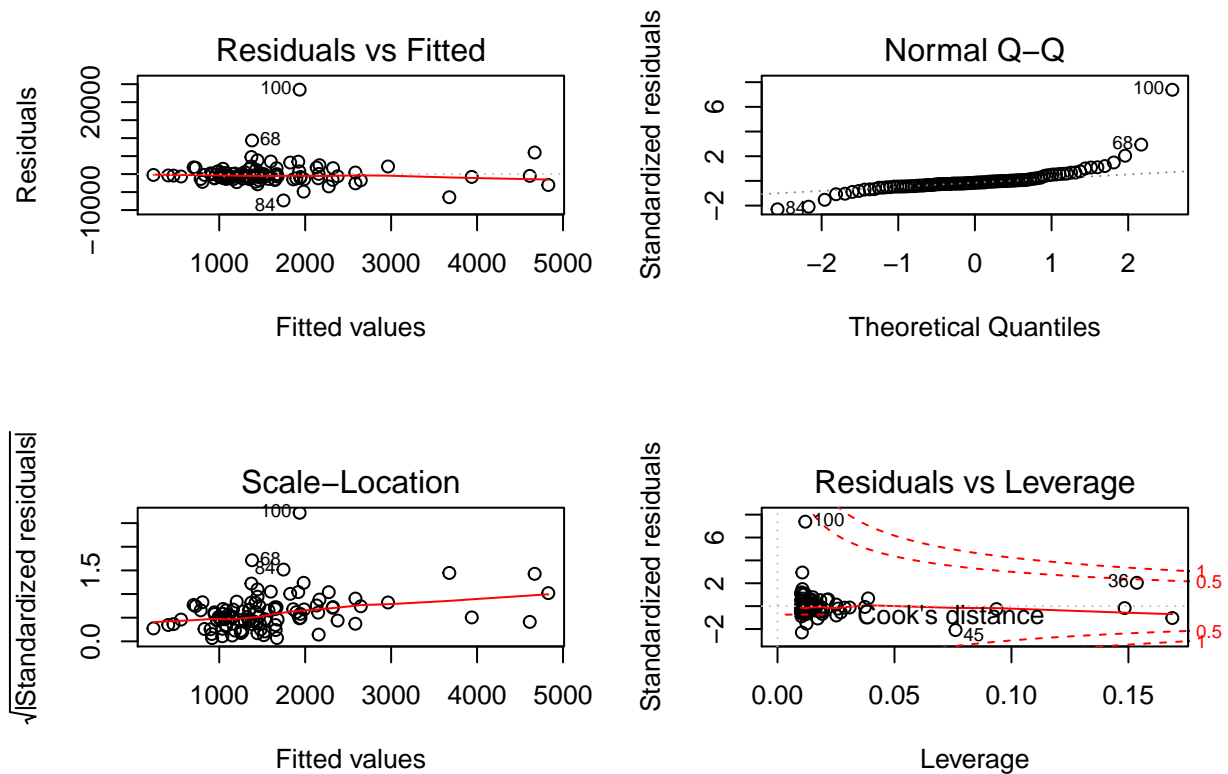 Residuals vs Fitted
Residuals
20000
−10000
100
68
84
1000 2000 3000 4000 5000
Fitted values
Normal Q−Q
Standardized residuals
6
2
−2
100
68
84
−2 −1 0 1 2
Theoretical Quantiles
Scale−Location
√|Standardized residuals|
1.5
0.0
100
68
84
1000 2000 3000 4000 5000
Fitted values
Residuals vs Leverage
Standardized residuals
6
2
−2
100
36
45
Cook's distance
1
0.5
0.5
1
0.00 0.05 0.10 0.15
Leverage